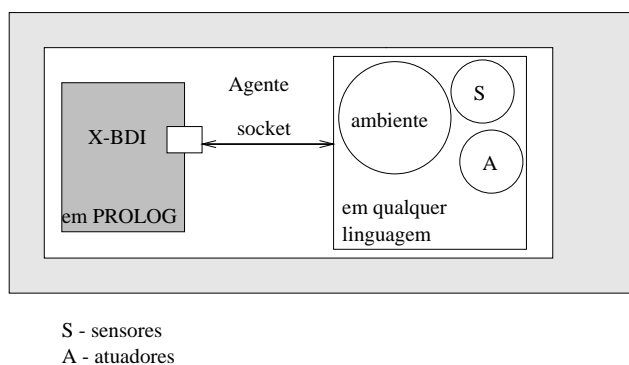 Agente
X-BDI
socket
em PROLOG
ambiente
S
A
em qualquer
linguagem
S - sensores
A - atuadores